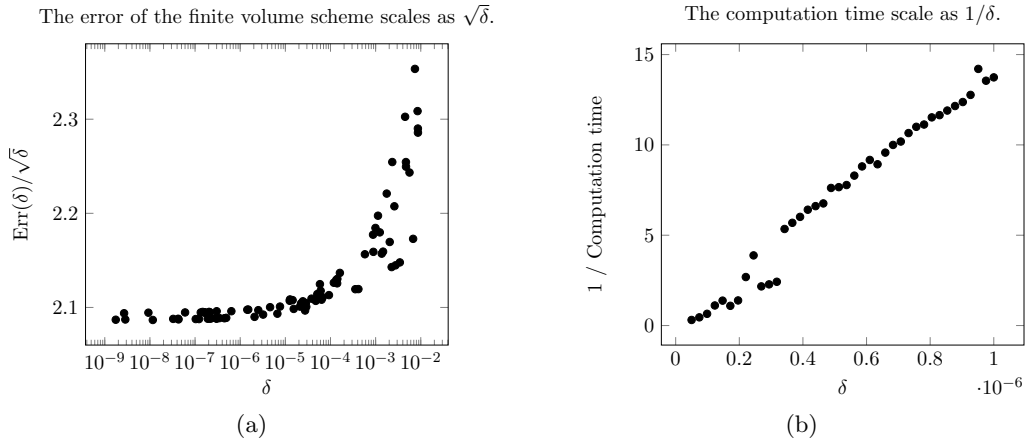 The error of the finite volume scheme scales as √δ.
2.3
2.2
2.1
Err(δ)/√δ
10⁻⁹ 10⁻⁸ 10⁻⁷ 10⁻⁶ 10⁻⁵ 10⁻⁴ 10⁻³ 10⁻²
δ
(a)
The computation time scale as 1/δ.
15
10
5
0
1 / Computation time
0 0.2 0.4 0.6 0.8 1
δ
·10⁻⁶
(b)